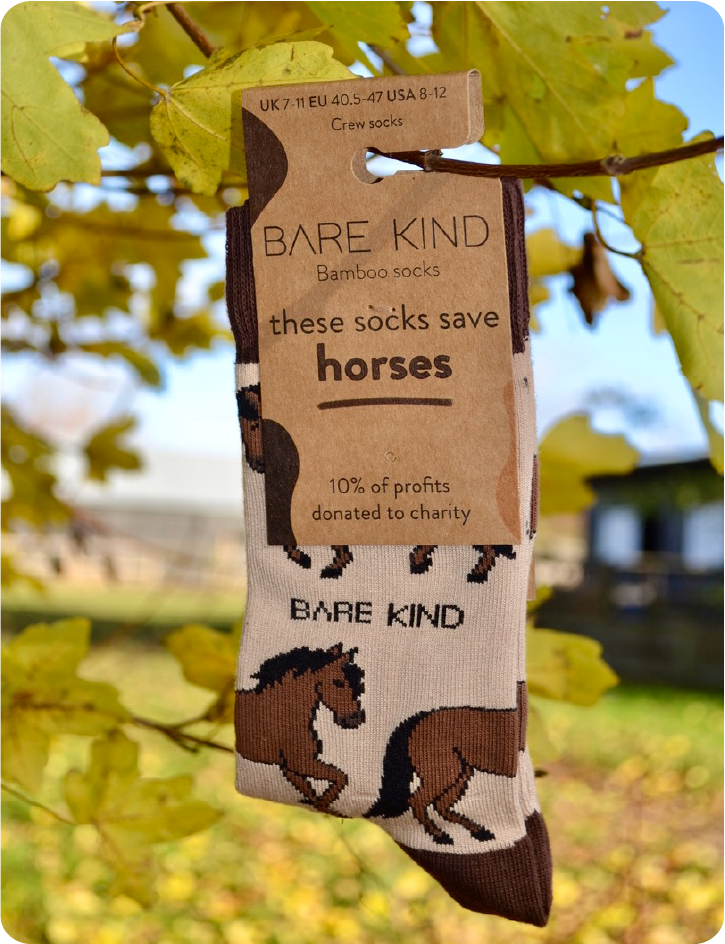 UK 7-11 EU 40.5-47 USA 8-12
Crew socks
BARE KIND
Bamboo socks
these socks save
horses
10% of profits
donated to charity
BARE KIND